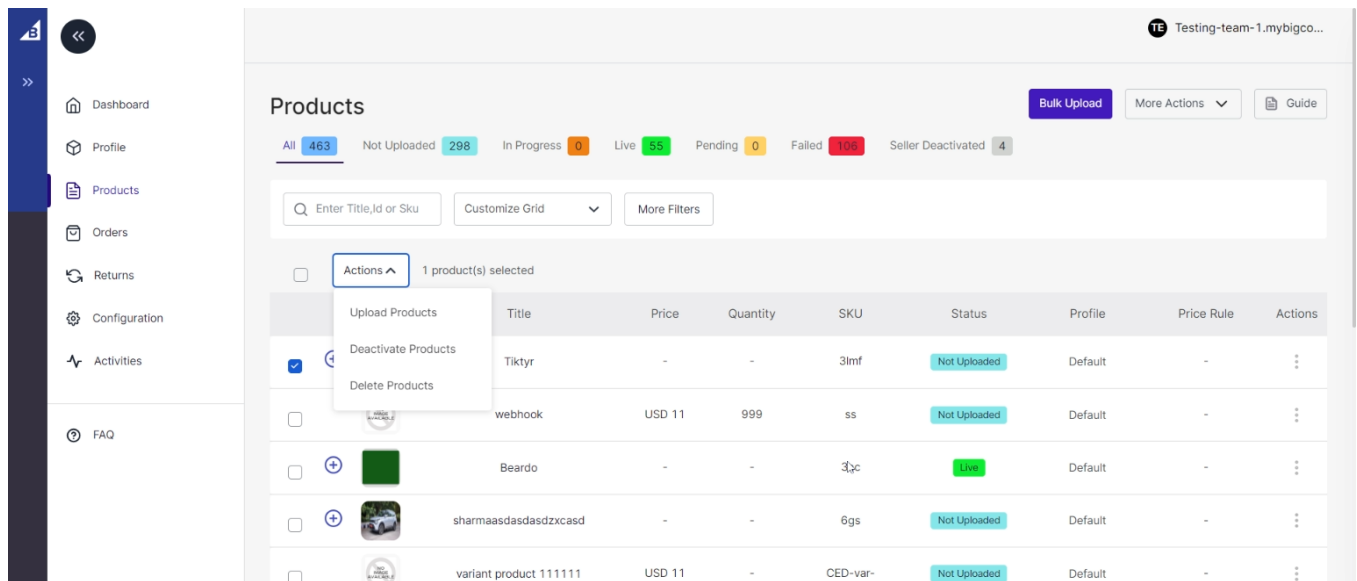 B
TE Testing-team-1.mybigco...
Dashboard
Profile
Products
Orders
Returns
Configuration
Activities
FAQ
Products
Bulk Upload More Actions Guide
All 463 Not Uploaded 298 In Progress 0 Live 55 Pending 0 Failed 106 Seller Deactivated 4
Enter Title,Id or Sku Customize Grid More Filters
Actions 1 product(s) selected
Upload Products
Deactivate Products
Delete Products
Title Price Quantity SKU Status Profile Price Rule Actions
Tiktyr - - 3lmf Not Uploaded Default -
webhook USD 11 999 ss Not Uploaded Default -
Beardo - - Live Default -
sharmaasdasdasdzxcasd - - 6gs Not Uploaded Default -
NO IMAGE AVAILABLE variant product 111111 USD 11 - CED-var- Not Uploaded Default -